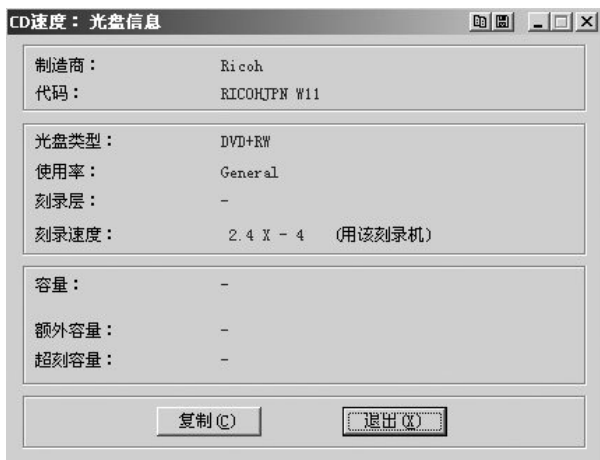 CD速度：光盘信息
制造商： Ricoh
代码： RICOHJPN W11
光盘类型： DVD+RW
使用率： General
刻录层： -
刻录速度： 2.4 X - 4 (用该刻录机)
容量： -
额外容量： -
超刻容量： -
复制(C) 退出(X)